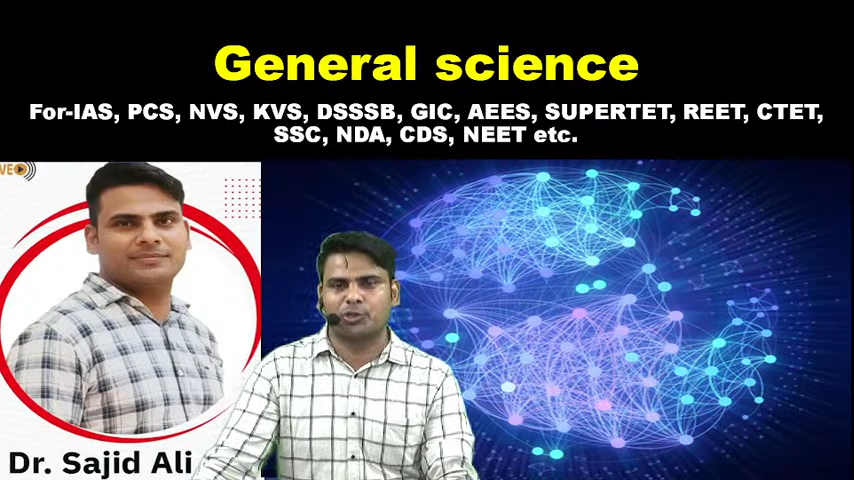 General science
For-IAS, PCS, NVS, KVS, DSSSB, GIC, AEES, SUPERTET, REET, CTET,
SSC, NDA, CDS, NEET etc.
VE
Dr. Sajid Ali